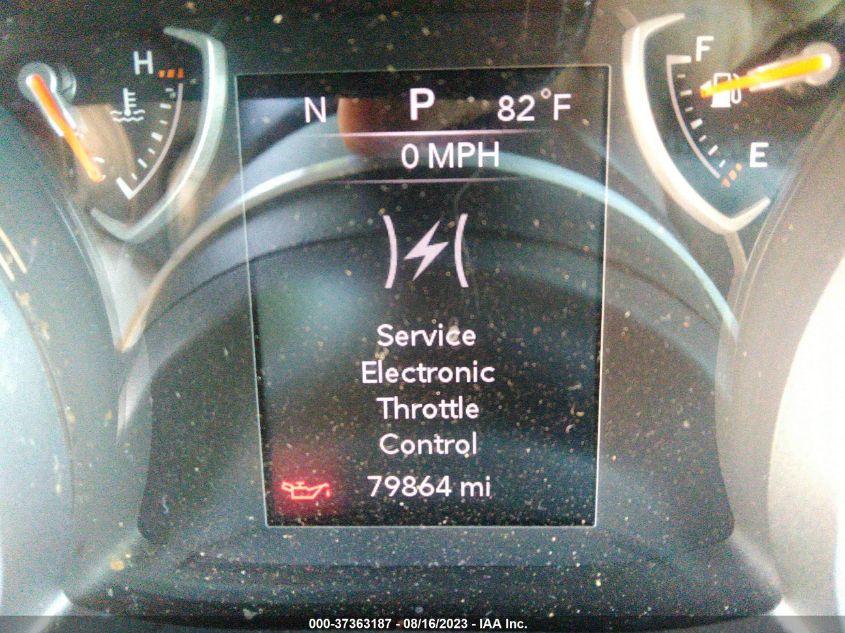 H
F
N P 82°F
0 MPH
E
Service
Electronic
Throttle
Control
79864 mi
000-37363187 - 08/16/2023 - IAA Inc.